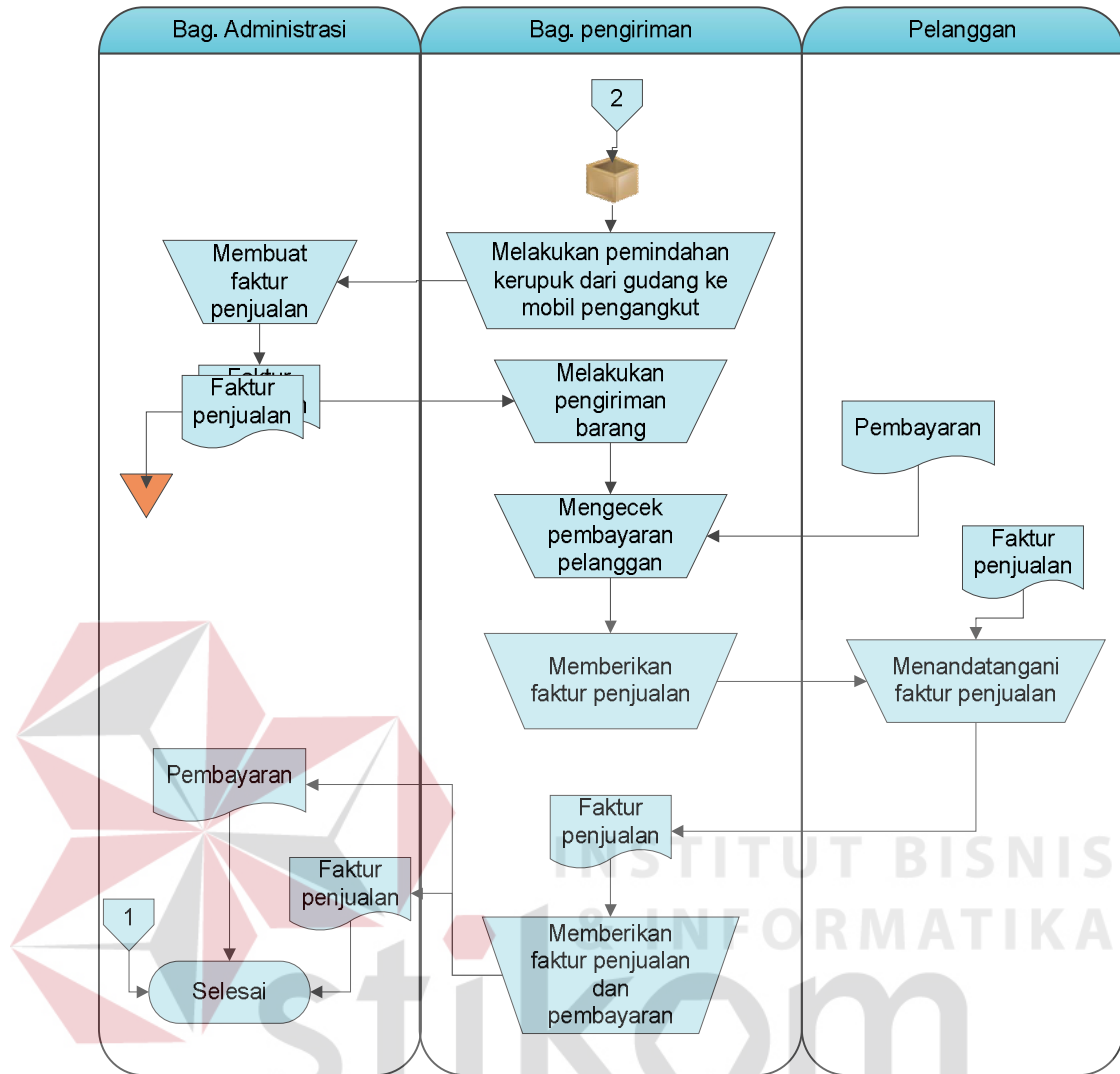 Bag. Administrasi
Bag. pengiriman
Pelanggan
2
Membuat
faktur
penjualan
Melakukan pemindahan
kerupuk dari gudang ke
mobil pengangkut
Faktur
penjualan
Melakukan
pengiriman
barang
Pembayaran
Mengecek
pembayaran
pelanggan
Faktur
penjualan
Memberikan
faktur penjualan
Menandatangani
faktur penjualan
Pembayaran
Faktur
penjualan
Faktur
penjualan
1
Memberikan
faktur penjualan
dan
pembayaran
Selesai
INSTITUT BISNIS
& INFORMATIKA
stikom